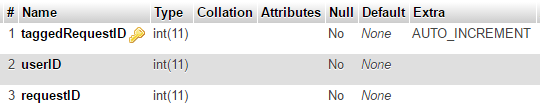 # Name Type Collation Attributes Null Default Extra
1 taggedRequestID int(11) No None AUTO_INCREMENT
2 userID int(11) No None
3 requestID int(11) No None